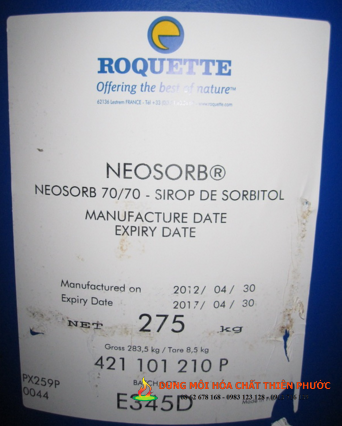 ROQUETTE
Offering the best of nature™
NEOSORB®
NEOSORB 70/70 - SIROP DE SORBITOL
MANUFACTURE DATE
EXPIRY DATE
Manufactured on 2012/ 04 / 30
Expiry Date 2017/ 04 / 30
NET 275 kg
Gross 283,5 kg / Tare 8,5 kg
421 101 210 P
PX259P
0044
DUNG MÔI HÓA CHẤT THIÊN PHƯỚC
E345D